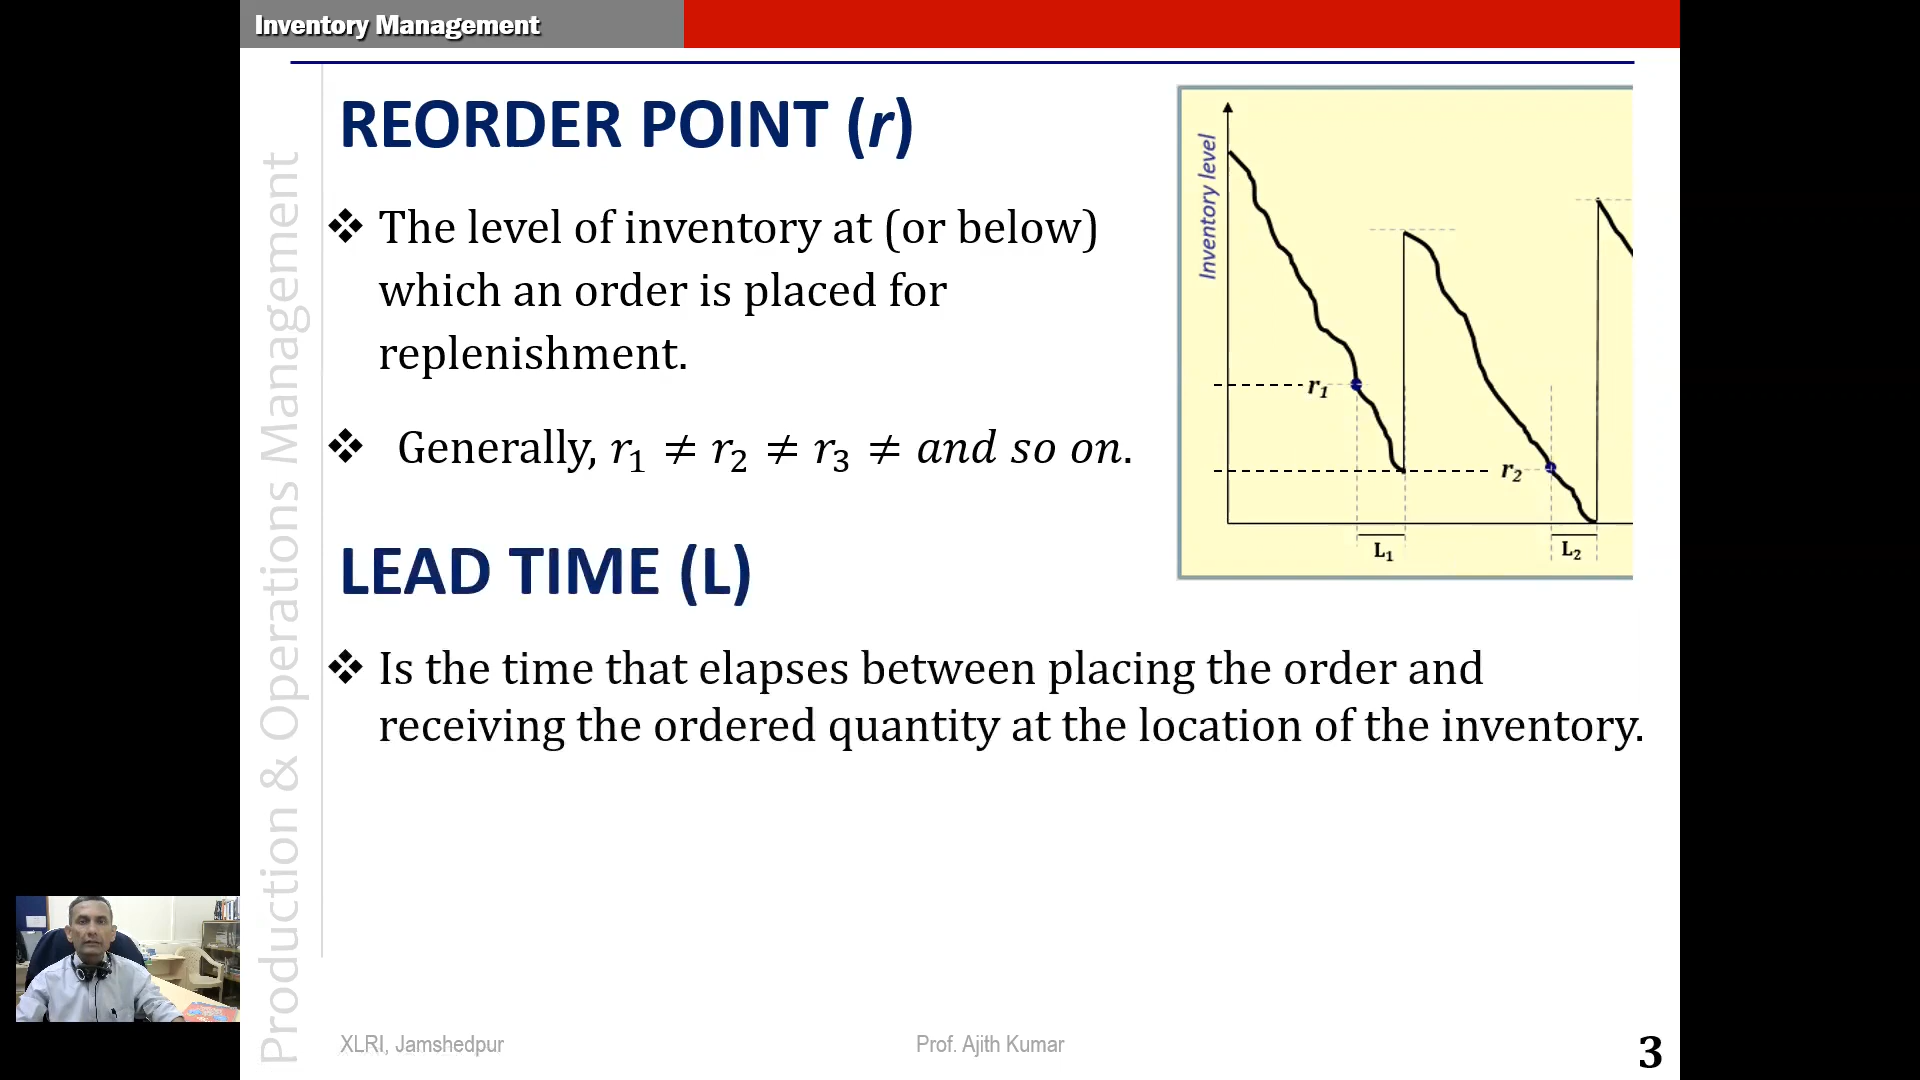 Inventory Management
Production & Operations Management
REORDER POINT (r)
❖ The level of inventory at (or below)
which an order is placed for
replenishment.
❖ Generally, r₁ ≠ r₂ ≠ r₃ ≠ and so on.
Inventory level
r₁
r₂
L₁
L₂
LEAD TIME (L)
❖ Is the time that elapses between placing the order and
receiving the ordered quantity at the location of the inventory.
XLRI, Jamshedpur
Prof. Ajith Kumar
3